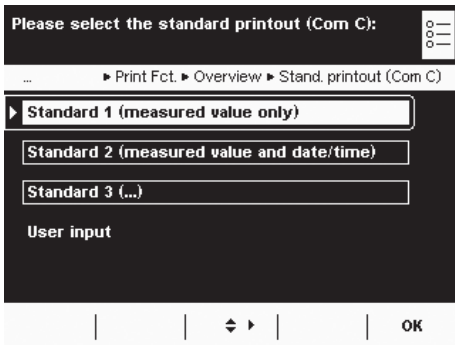 Please select the standard printout (Com C):
... ▸ Print Fct. ▸ Overview ▸ Stand. printout (Com C)
Standard 1 (measured value only)
Standard 2 (measured value and date/time)
Standard 3 (...)
User input
OK